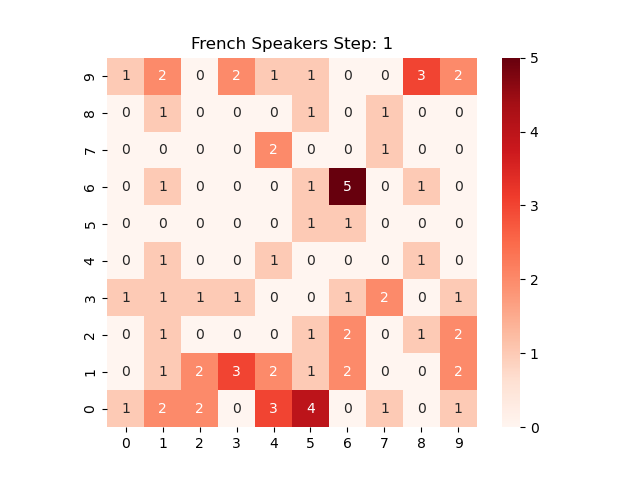 French Speakers Step: 1
9 1 2 0 2 1 1 0 0 3 2
8 0 1 0 0 0 1 0 1 0 0
7 0 0 0 0 2 0 0 1 0 0
6 0 1 0 0 0 1 5 0 1 0
5 0 0 0 0 0 1 1 0 0 0
4 0 1 0 0 1 0 0 0 1 0
3 1 1 1 1 0 0 1 2 0 1
2 0 1 0 0 0 1 2 0 1 2
1 0 1 2 3 2 1 2 0 0 2
0 1 2 2 0 3 4 0 1 0 1
0 1 2 3 4 5 6 7 8 9
5
4
3
2
1
0